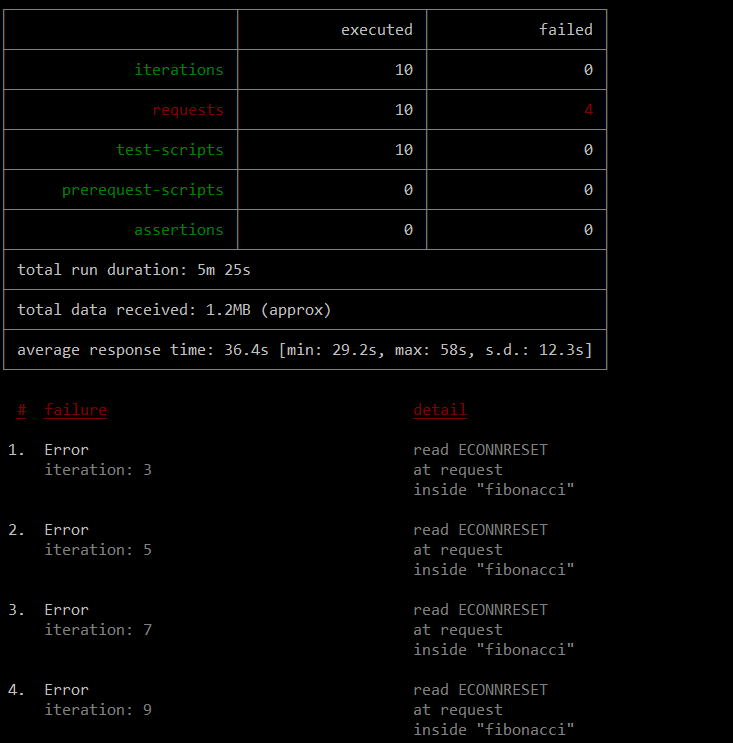 executed failed
iterations 10 0
requests 10 4
test-scripts 10 0
prerequest-scripts 0 0
assertions 0 0
total run duration: 5m 25s
total data received: 1.2MB (approx)
average response time: 36.4s [min: 29.2s, max: 58s, s.d.: 12.3s]
# failure detail
1. Error read ECONNRESET
iteration: 3 at request
inside "fibonacci"
2. Error read ECONNRESET
iteration: 5 at request
inside "fibonacci"
3. Error read ECONNRESET
iteration: 7 at request
inside "fibonacci"
4. Error read ECONNRESET
iteration: 9 at request
inside "fibonacci"